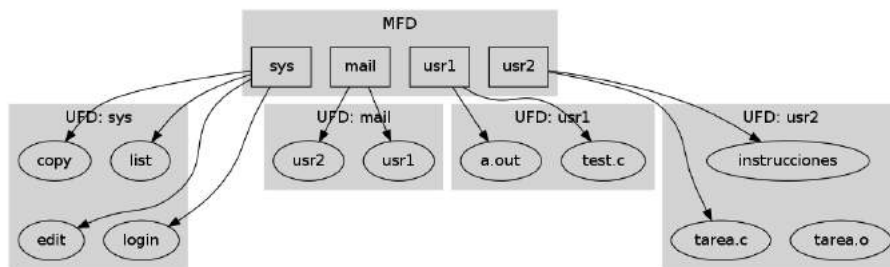 MFD
sys mail usr1 usr2
UFD: sys UFD: mail UFD: usr1 UFD: usr2
copy list usr2 usr1 a.out test.c instrucciones
edit login tarea.c tarea.o